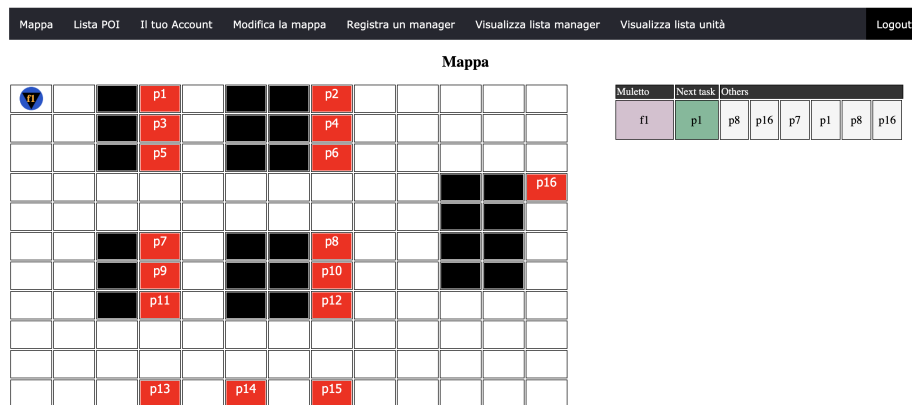 Mappa Lista POI Il tuo Account Modifica la mappa Registra un manager Visualizza lista manager Visualizza lista unità Logout
Mappa
f1 p1 p2
p3 p4
p5 p6
p16
p7 p8
p9 p10
p11 p12
p13 p14 p15
Muletto Next task Others
f1 p1 p8 p16 p7 p1 p8 p16